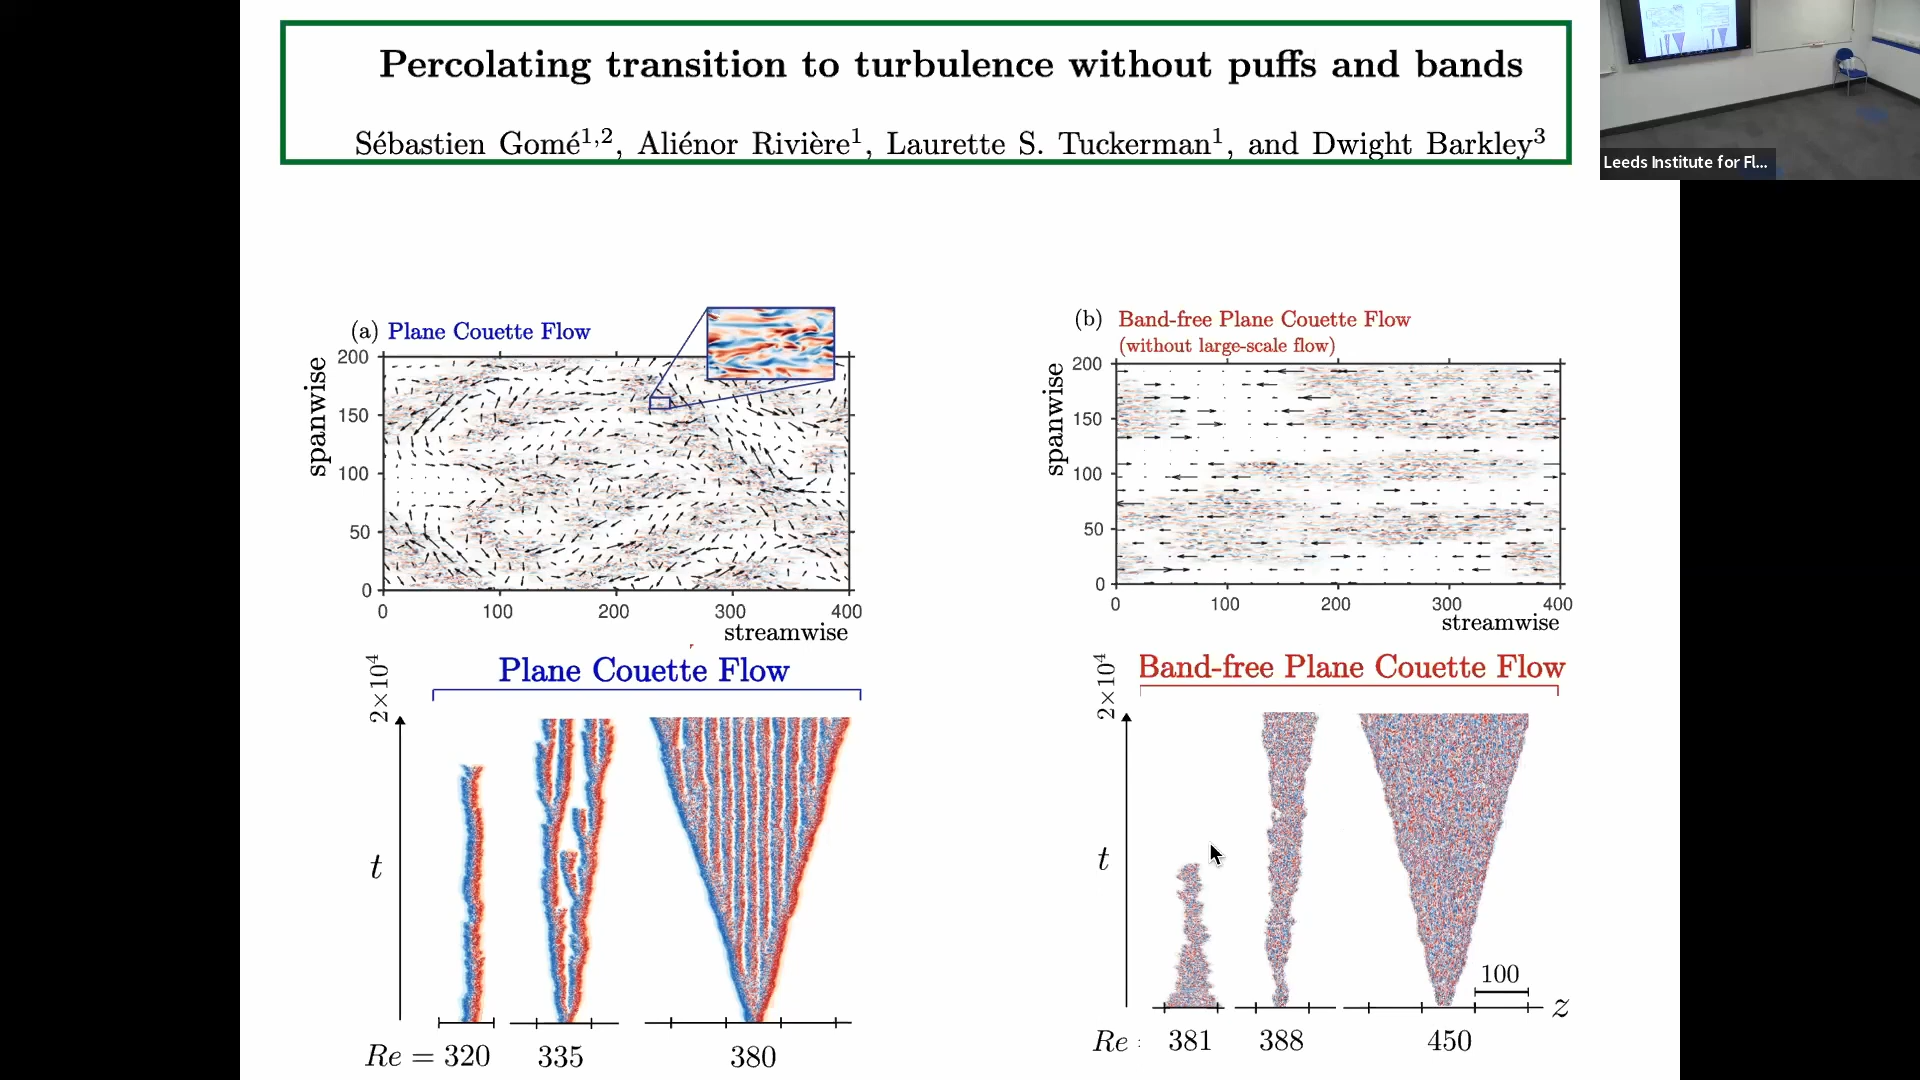 Percolating transition to turbulence without puffs and bands
Sébastien Gomé1,2, Aliénor Rivière1, Laurette S. Tuckerman1, and Dwight Barkley3
Leeds Institute for Fl...
(a) Plane Couette Flow
spanwise
200
150
100
50
0
0 100 200 300 400
streamwise
(b) Band-free Plane Couette Flow
(without large-scale flow)
spanwise
200
150
100
50
0
0 100 200 300 400
streamwise
Plane Couette Flow
2×10^4
t
Re = 320 335 380
Band-free Plane Couette Flow
2×10^4
t
100
z
Re : 381 388 450